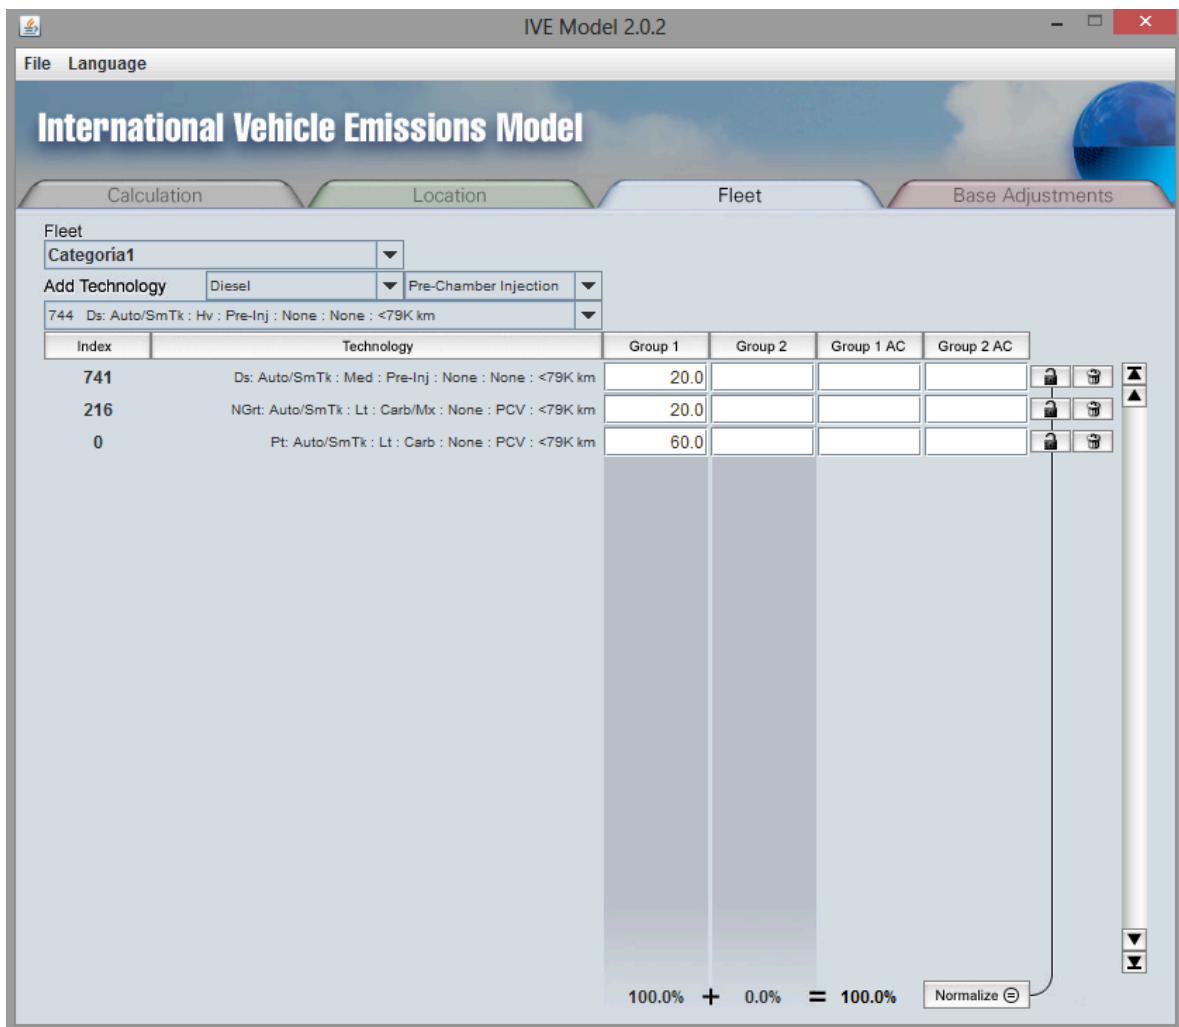 IVE Model 2.0.2
File Language
International Vehicle Emissions Model
Calculation Location Fleet Base Adjustments
Fleet
Categoría1
Add Technology Diesel Pre-Chamber Injection
744 Ds: Auto/SmTk : Hv : Pre-Inj : None : None : <79K km
Index Technology Group 1 Group 2 Group 1 AC Group 2 AC
741 Ds: Auto/SmTk : Med : Pre-Inj : None : None : <79K km 20.0
216 NGrt: Auto/SmTk : Lt : Carb/Mx : None : PCV : <79K km 20.0
0 Pt: Auto/SmTk : Lt : Carb : None : PCV : <79K km 60.0
100.0% + 0.0% = 100.0% Normalize